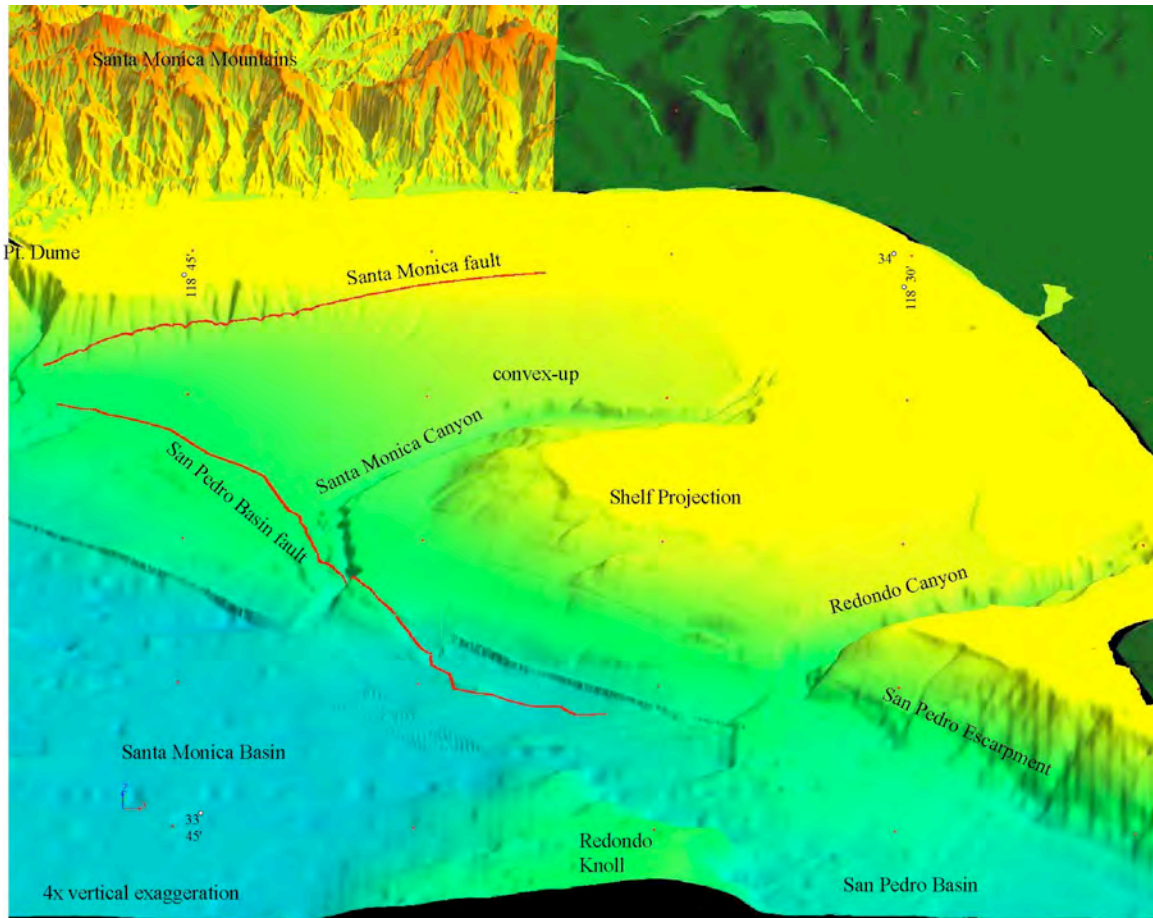 Santa Monica Mountains
Pt. Dume
118° 45'
Santa Monica fault
34°
118° 30'
convex-up
Santa Monica Canyon
San Pedro Basin fault
Shelf Projection
Redondo Canyon
San Pedro Escarpment
Santa Monica Basin
Z
33°
45'
Redondo
Knoll
4x vertical exaggeration
San Pedro Basin